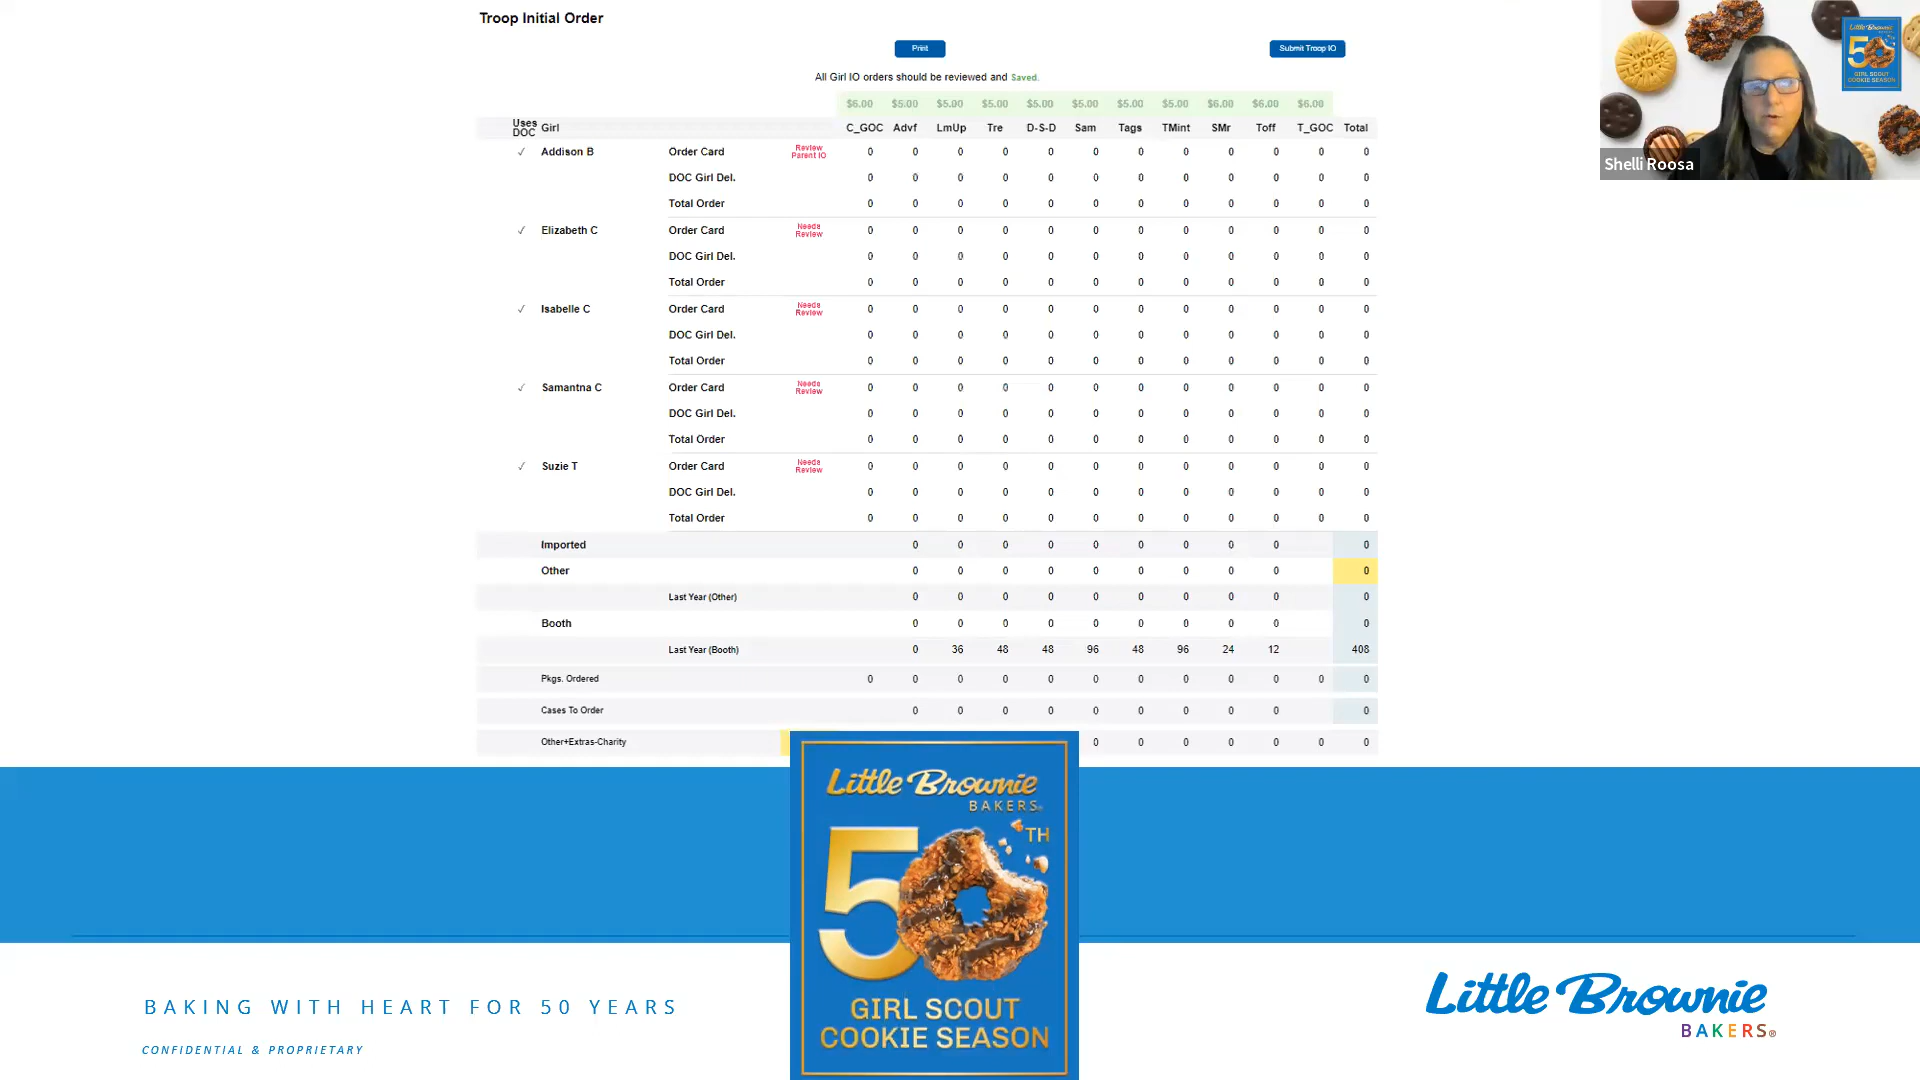 Troop Initial Order
Print
Submit Troop IO
All Girl IO orders should be reviewed and Saved.
$6.00 $5.00 $5.00 $5.00 $5.00 $5.00 $5.00 $5.00 $6.00 $6.00 $6.00
Uses DOC Girl C_GOC Advf LmUp Tre D-S-D Sam Tags TMint SMr Toff T_GOC Total
✓ Addison B Order Card Review Parent IO 0 0 0 0 0 0 0 0 0 0 0 0
DOC Girl Del. 0 0 0 0 0 0 0 0 0 0 0 0
Total Order 0 0 0 0 0 0 0 0 0 0 0 0
✓ Elizabeth C Order Card Needs Review 0 0 0 0 0 0 0 0 0 0 0 0
DOC Girl Del. 0 0 0 0 0 0 0 0 0 0 0 0
Total Order 0 0 0 0 0 0 0 0 0 0 0 0
✓ Isabelle C Order Card Needs Review 0 0 0 0 0 0 0 0 0 0 0 0
DOC Girl Del. 0 0 0 0 0 0 0 0 0 0 0 0
Total Order 0 0 0 0 0 0 0 0 0 0 0 0
✓ Samantna C Order Card Needs Review 0 0 0 0 0 0 0 0 0 0 0 0
DOC Girl Del. 0 0 0 0 0 0 0 0 0 0 0 0
Total Order 0 0 0 0 0 0 0 0 0 0 0 0
✓ Suzie T Order Card Needs Review 0 0 0 0 0 0 0 0 0 0 0 0
DOC Girl Del. 0 0 0 0 0 0 0 0 0 0 0 0
Total Order 0 0 0 0 0 0 0 0 0 0 0 0
Imported 0 0 0 0 0 0 0 0 0 0
Other 0 0 0 0 0 0 0 0 0 0
Last Year (Other) 0 0 0 0 0 0 0 0 0 0
Booth 0 0 0 0 0 0 0 0 0 0
Last Year (Booth) 0 36 48 48 96 48 96 24 12 408
Pkgs. Ordered 0 0 0 0 0 0 0 0 0 0 0 0
Cases To Order 0 0 0 0 0 0 0 0 0 0
Other+Extras-Charity 0 0 0 0 0 0 0
Little Brownie
BAKERS
50TH
GIRL SCOUT
COOKIE SEASON
BAKING WITH HEART FOR 50 YEARS
CONFIDENTIAL & PROPRIETARY
Little Brownie
BAKERS®
Little Brownie
50
GIRL SCOUT
COOKIE SEASON
LEADER
Shelli Roosa